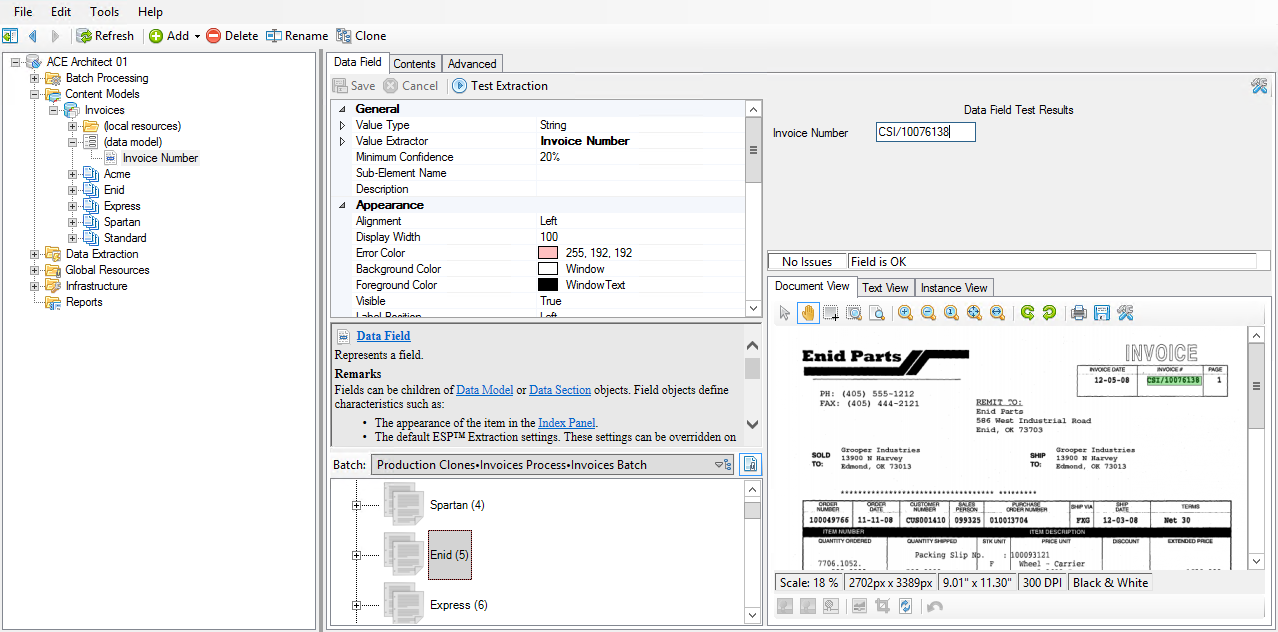 File Edit Tools Help
Refresh Add Delete Rename Clone
ACE Architect 01
Batch Processing
Content Models
Invoices
(local resources)
(data model)
Invoice Number
Acme
Enid
Express
Spartan
Standard
Data Extraction
Global Resources
Infrastructure
Reports
Data Field Contents Advanced
Save Cancel Test Extraction
General
Value Type String
Value Extractor Invoice Number
Minimum Confidence 20%
Sub-Element Name
Description
Appearance
Alignment Left
Display Width 100
Error Color 255, 192, 192
Background Color Window
Foreground Color WindowText
Visible True
Label Position Left
Data Field
Represents a field.
Remarks
Fields can be children of Data Model or Data Section objects. Field objects define
characteristics such as:
• The appearance of the item in the Index Panel.
• The default ESP™ Extraction settings. These settings can be overridden on
Batch: Production Clones•Invoices Process•Invoices Batch
Spartan (4)
Enid (5)
Express (6)
Data Field Test Results
Invoice Number CSI/10076138
No Issues Field is OK
Document View Text View Instance View
Enid Parts
INVOICE
INVOICE DATE INVOICE # PAGE
12-05-08 CSI/10076138 1
PH: (405) 555-1212
FAX: (405) 444-2121
REMIT TO:
Enid Parts
586 West Industrial Road
Enid, OK 73703
SOLD TO: Grooper Industries
13900 N Harvey
Edmond, OK 73013
SHIP TO: Grooper Industries
13900 N Harvey
Edmond, OK 73013
*********************************** *********
ORDER NUMBER ORDER DATE CUSTOMER NUMBER SALES PERSON PURCHASE ORDER NUMBER SHIP VIA SHIP DATE TERMS
100049766 11-11-08 CUS001410 099325 010013704 FXG 12-03-08 Net 30
ITEM NUMBER ITEM DESCRIPTION
QUANTITY ORDERED QUANTITY SHIPPED STK UNIT PRICE UNIT DISCOUNT EXTENDED PRICE
Packing Slip No. : 100093121
7706.1052. F Wheel - Carrier
Scale: 18 % 2702px x 3389px 9.01" x 11.30" 300 DPI Black & White